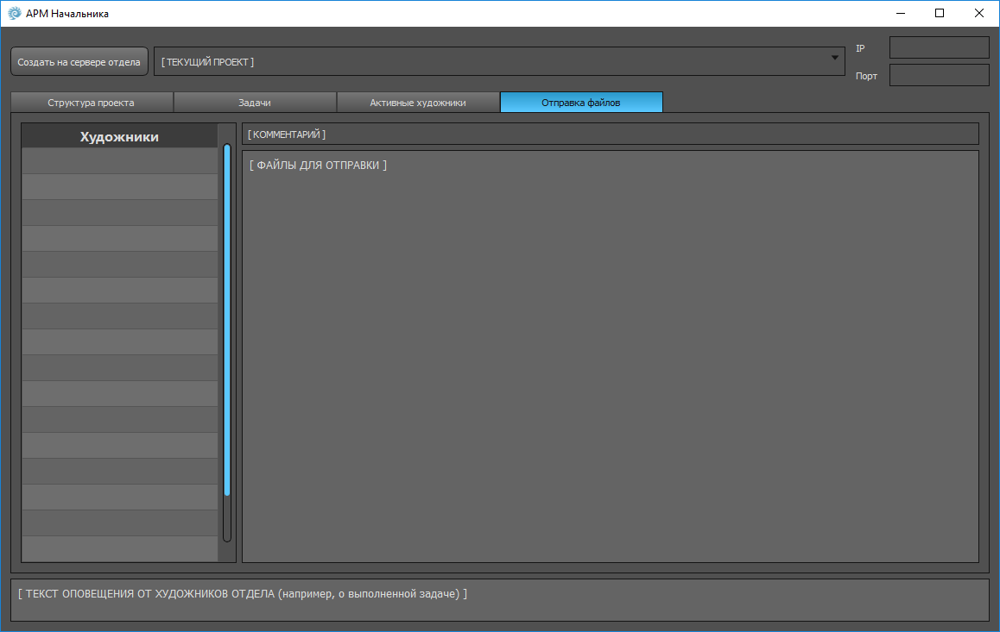 АРМ Начальника
Создать на сервере отдела
[ ТЕКУЩИЙ ПРОЕКТ ]
IP
Порт
Структура проекта
Задачи
Активные художники
Отправка файлов
Художники
[ КОММЕНТАРИЙ ]
[ ФАЙЛЫ ДЛЯ ОТПРАВКИ ]
[ ТЕКСТ ОПОВЕЩЕНИЯ ОТ ХУДОЖНИКОВ ОТДЕЛА (например, о выполненной задаче) ]